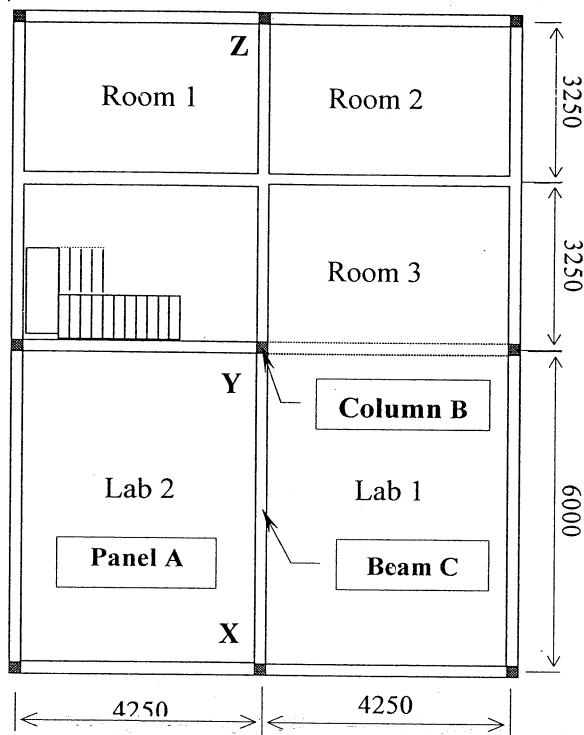 Z
Room 1
Room 2
3250
Room 3
3250
Y
Column B
Lab 2
Lab 1
6000
Panel A
Beam C
X
4250
4250